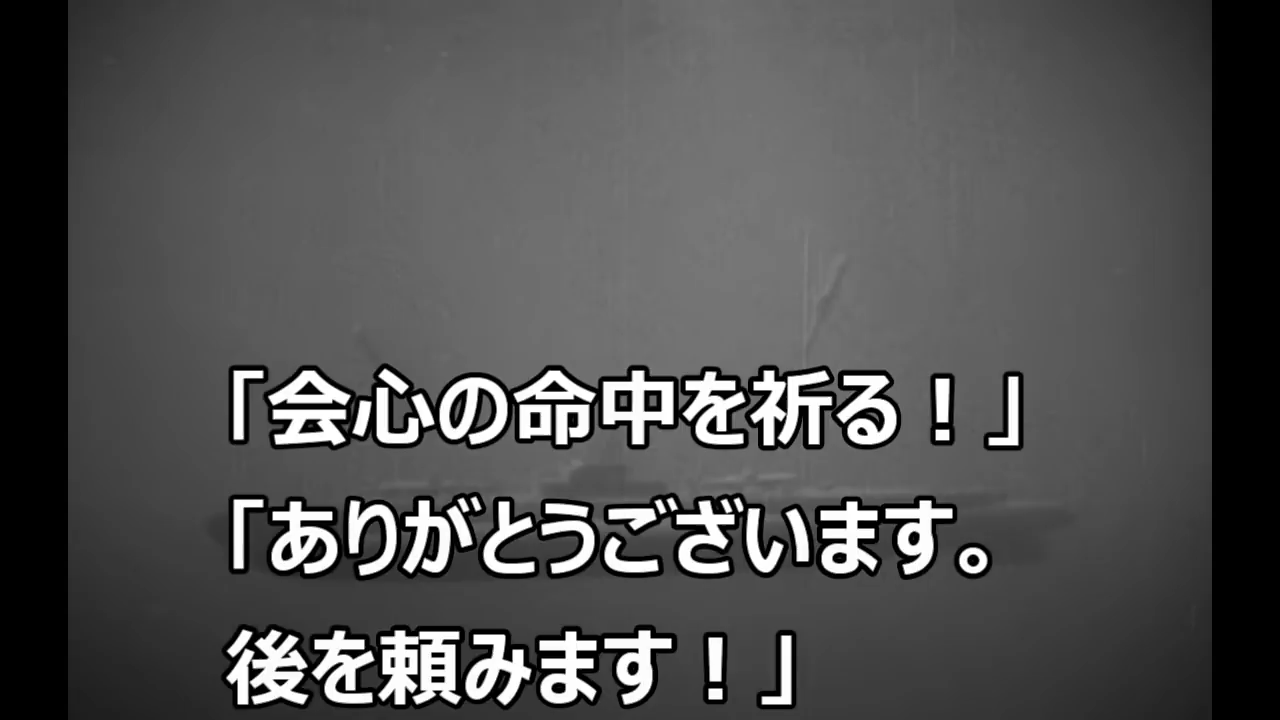 「会心の命中を祈る！」
「ありがとうございます。
後を頼みます！」